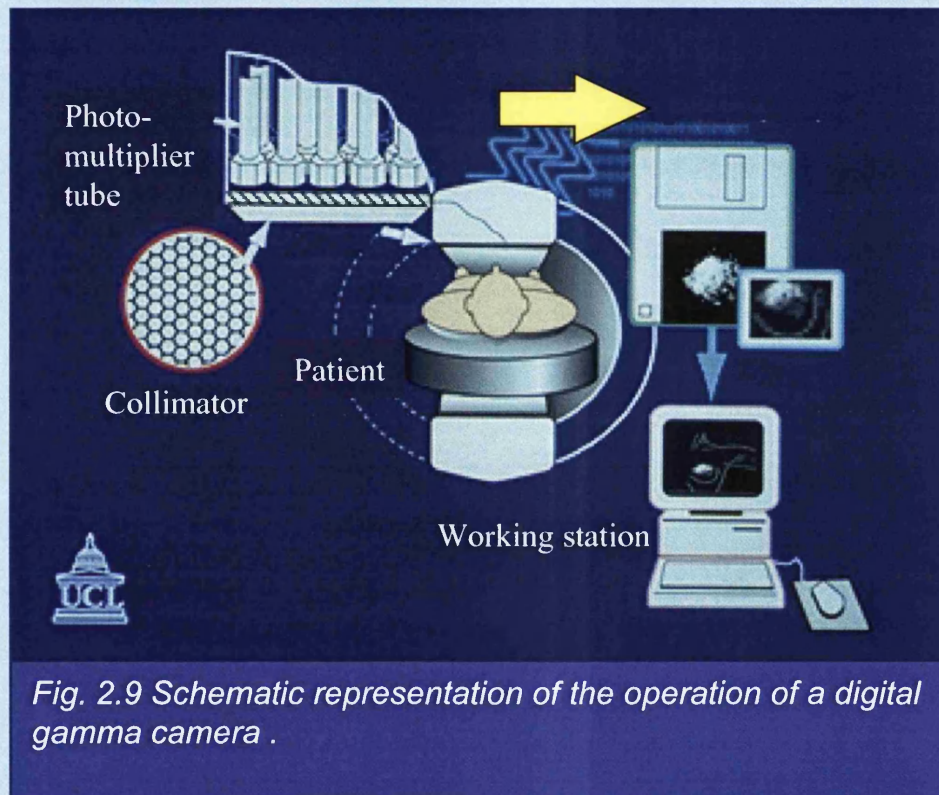 Photo-
multiplier
tube
Collimator
Patient
1010
Working station
UCL
Fig. 2.9 Schematic representation of the operation of a digital
gamma camera .